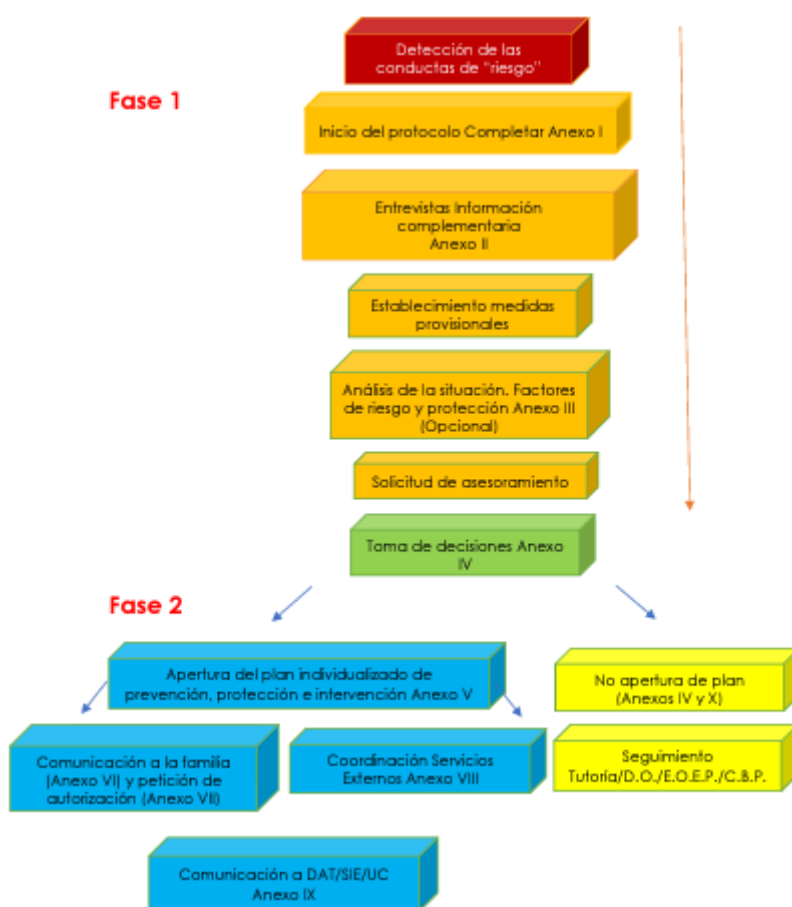 Detección de las
conductas de "riesgo"
Fase 1
Inicio del protocolo Completar Anexo I
Entrevistas Información
complementaria
Anexo II
Establecimiento medidas
provisionales
Análisis de la situación. Factores
de riesgo y protección Anexo III
(Opcional)
Solicitud de asesoramiento
Toma de decisiones Anexo
IV
Fase 2
Apertura del plan individualizado de
prevención, protección e intervención Anexo V
No apertura de plan
(Anexos IV y X)
Comunicación a la familia
(Anexo VI) y petición de
autorización (Anexo VII)
Coordinación Servicios
Externos Anexo VIII
Seguimiento
Tutoría/D.O./E.O.E.P./C.B.P.
Comunicación a DAT/SIE/UC
Anexo IX